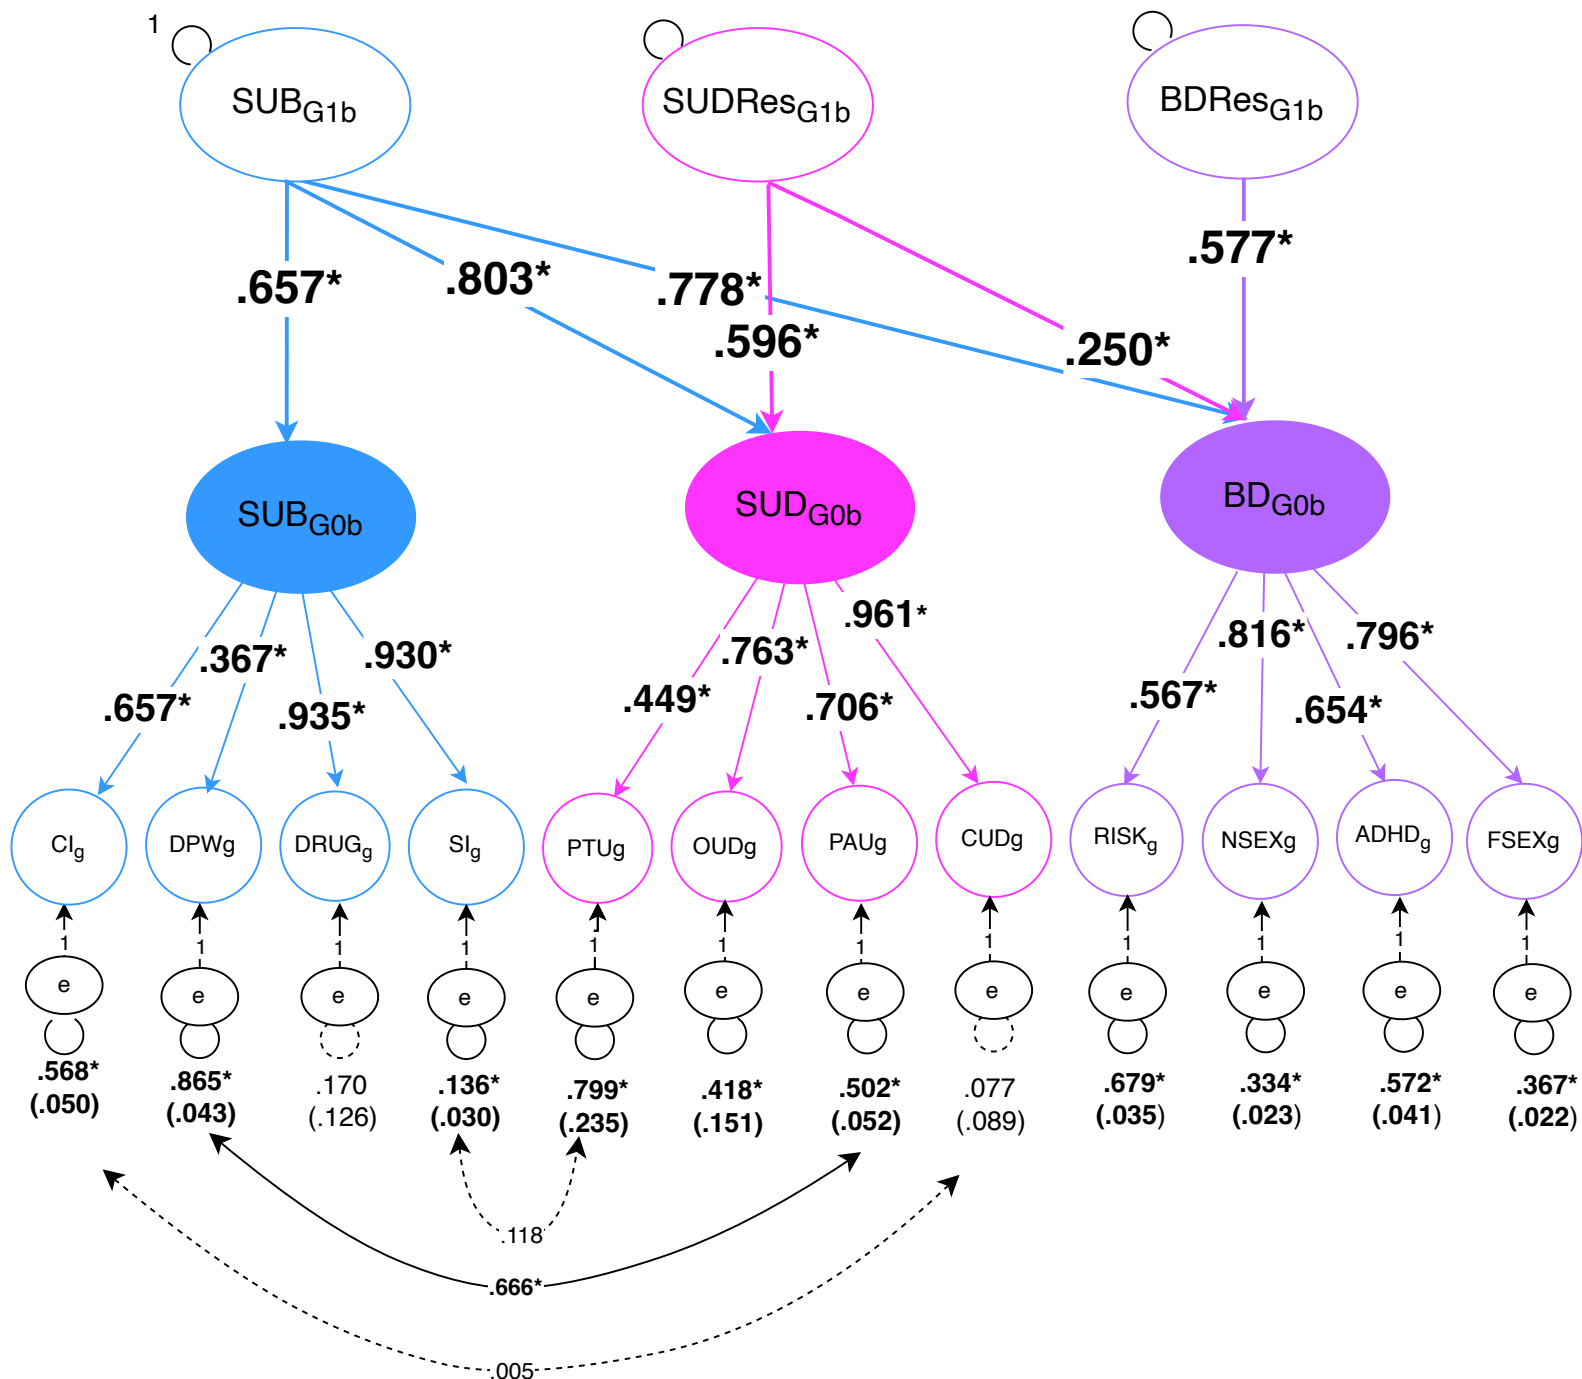 1
SUBG1b
SUDResG1b
BDResG1b
.657*
.803*
.778*
.596*
.250*
.577*
SUBG0b
SUDG0b
BDG0b
.657*
.367*
.935*
.930*
.449*
.763*
.706*
.961*
.567*
.816*
.654*
.796*
CIg
DPWg
DRUGg
SIg
PTUg
OUDg
PAUg
CUDg
RISKg
NSEXg
ADHDg
FSEXg
1
1
1
1
1
1
1
1
1
1
1
1
e
e
e
e
e
e
e
e
e
e
e
e
.568*
(.050)
.865*
(.043)
.170
(.126)
.136*
(.030)
.799*
(.235)
.418*
(.151)
.502*
(.052)
.077
(.089)
.679*
(.035)
.334*
(.023)
.572*
(.041)
.367*
(.022)
.118
.666*
.005